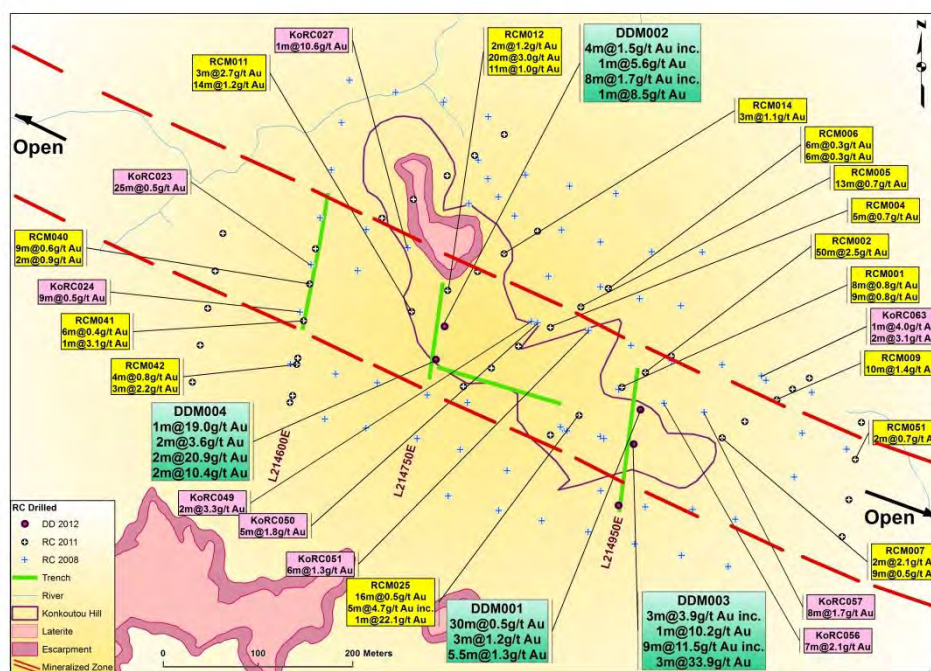 KoRC027
1m@10.6g/t Au
RCM012
2m@1.2g/t Au
20m@3.0g/t Au
11m@1.0g/t Au
DDM002
4m@1.5g/t Au inc.
1m@5.6g/t Au
8m@1.7g/t Au inc.
1m@8.5g/t Au
N
RCM011
3m@2.7g/t Au
14m@1.2g/t Au
RCM014
3m@1.1g/t Au
RCM006
6m@0.3g/t Au
6m@0.3g/t Au
Open
RCM005
13m@0.7g/t Au
KoRC023
25m@0.5g/t Au
RCM004
5m@0.7g/t Au
RCM040
9m@0.6g/t Au
2m@0.9g/t Au
RCM002
50m@2.5g/t Au
RCM001
8m@0.8g/t Au
9m@0.8g/t Au
KoRC024
9m@0.5g/t Au
RCM041
6m@0.4g/t Au
1m@3.1g/t Au
KoRC063
1m@4.0g/t Au
2m@3.1g/t Au
RCM042
4m@0.8g/t Au
3m@2.2g/t Au
RCM009
10m@1.4g/t Au
DDM004
1m@19.0g/t Au
2m@3.6g/t Au
2m@20.9g/t Au
2m@10.4g/t Au
L214600E
L214750E
L214950E
RCM051
2m@0.7g/t Au
KoRC049
2m@3.3g/t Au
KoRC050
5m@1.8g/t Au
KoRC051
6m@1.3g/t Au
Open
RCM025
16m@0.5g/t Au
5m@4.7g/t Au inc.
1m@22.1g/t Au
DDM001
30m@0.5g/t Au
3m@1.2g/t Au
5.5m@1.3g/t Au
DDM003
3m@3.9g/t Au inc
1m@10.2g/t Au
9m@11.5g/t Au inc.
3m@33.9g/t Au
RCM007
2m@2.1g/t Au
9m@0.5g/t Au
KoRC057
8m@1.7g/t Au
KoRC056
7m@2.1g/t Au
RC Drilled
DD 2012
RC 2011
RC 2008
Trench
River
Konkoutou Hill
Laterite
Escarpment
Mineralized Zone
0 100 200 Meters